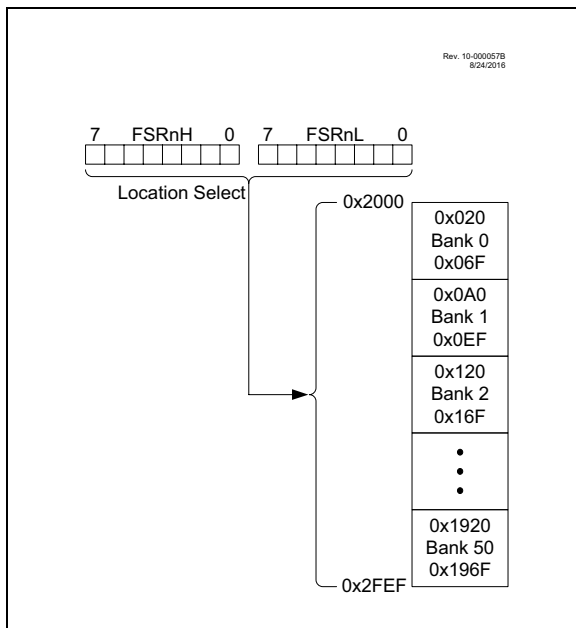 Rev. 10-000057B
8/24/2016
7 FSRnH 0 7 FSRnL 0
Location Select
0x2000
0x020
Bank 0
0x06F
0x0A0
Bank 1
0x0EF
0x120
Bank 2
0x16F
0x1920
Bank 50
0x196F
0x2FEF